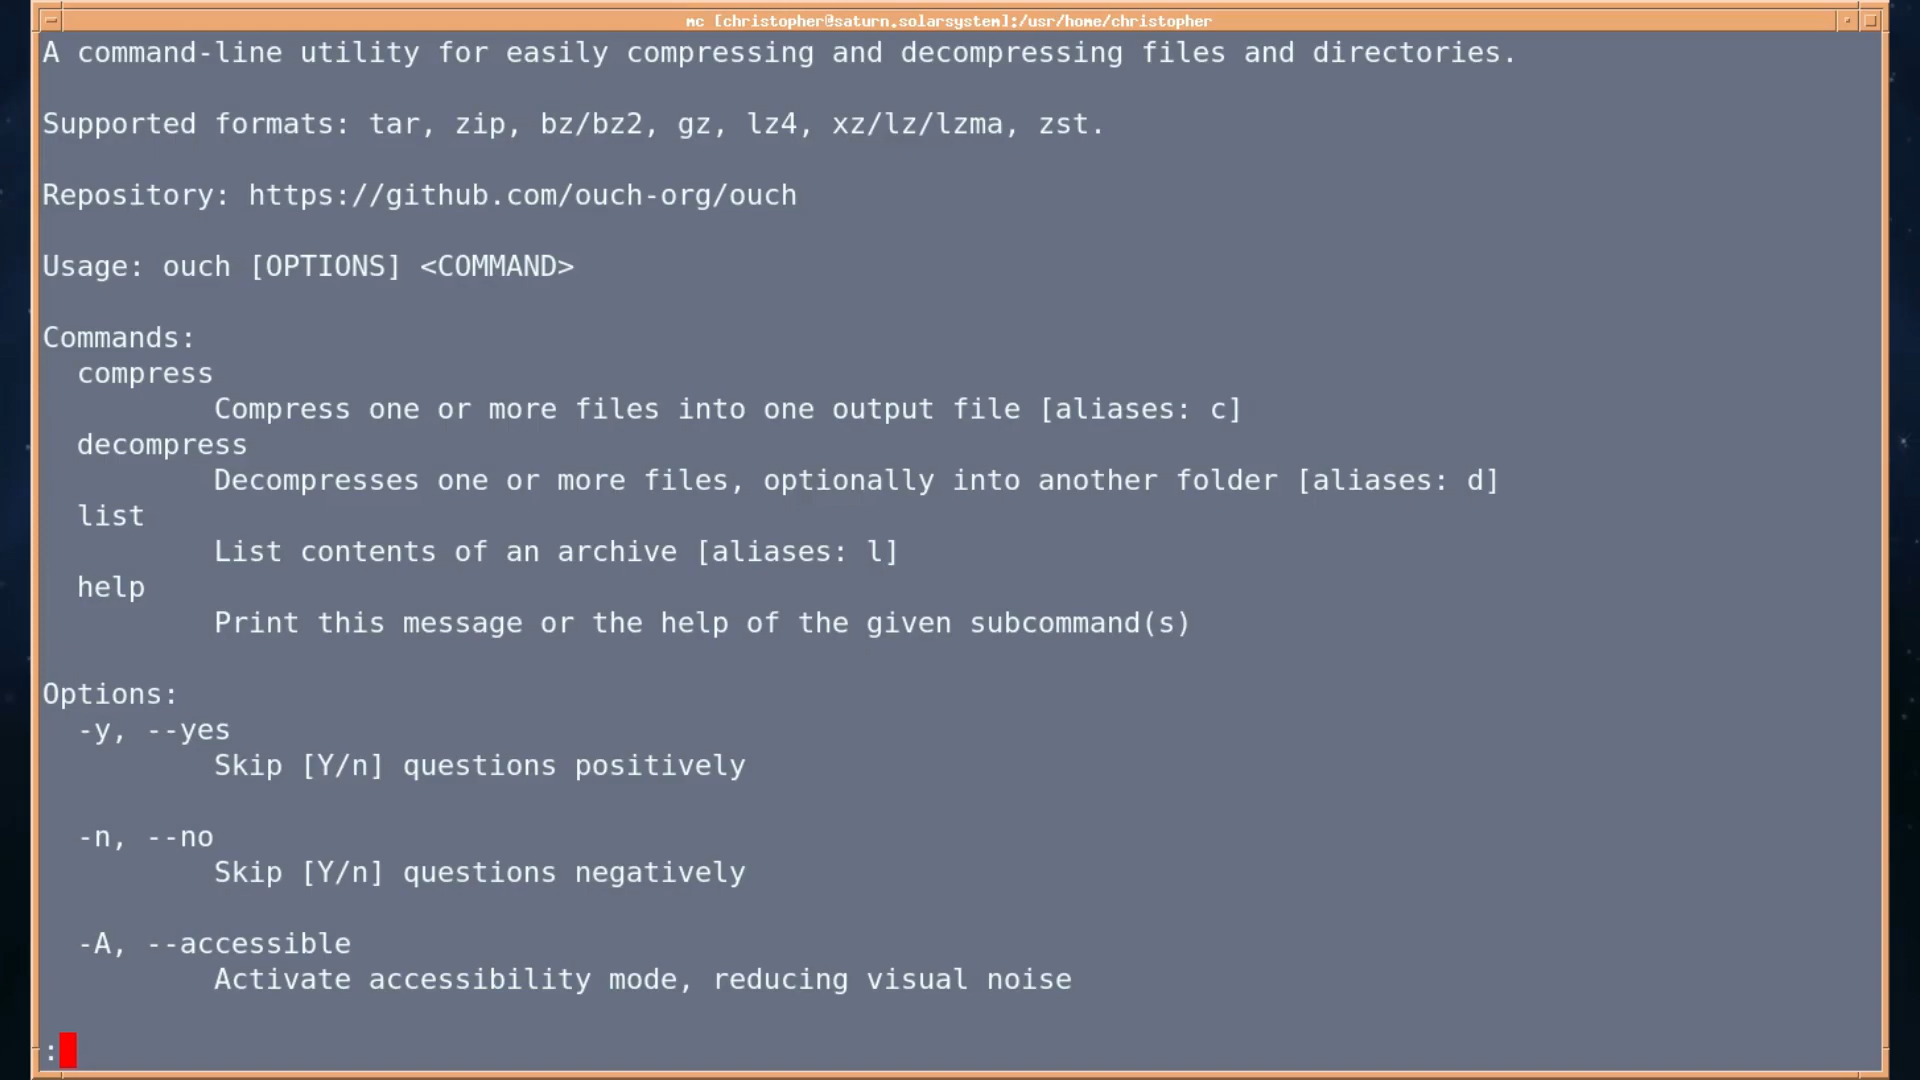 mc [christopher@saturn.solarsystem]:/usr/home/christopher
A command-line utility for easily compressing and decompressing files and directories.
Supported formats: tar, zip, bz/bz2, gz, lz4, xz/lz/lzma, zst.
Repository: https://github.com/ouch-org/ouch
Usage: ouch [OPTIONS] <COMMAND>
Commands:
compress
Compress one or more files into one output file [aliases: c]
decompress
Decompresses one or more files, optionally into another folder [aliases: d]
list
List contents of an archive [aliases: l]
help
Print this message or the help of the given subcommand(s)
Options:
-y, --yes
Skip [Y/n] questions positively
-n, --no
Skip [Y/n] questions negatively
-A, --accessible
Activate accessibility mode, reducing visual noise
: